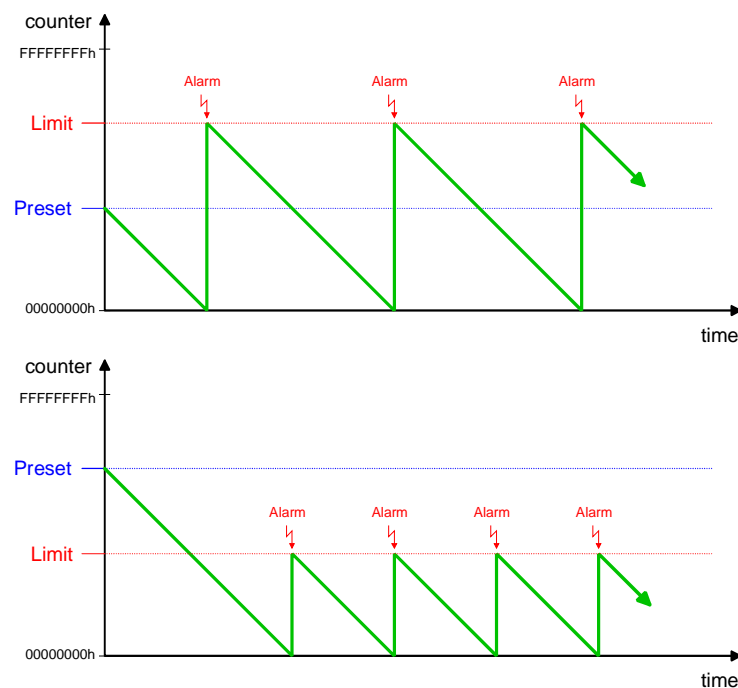 counter
FFFFFFFFh
Alarm Alarm Alarm
Limit
Preset
00000000h
time
counter
FFFFFFFFh
Preset
Alarm Alarm Alarm Alarm
Limit
00000000h
time